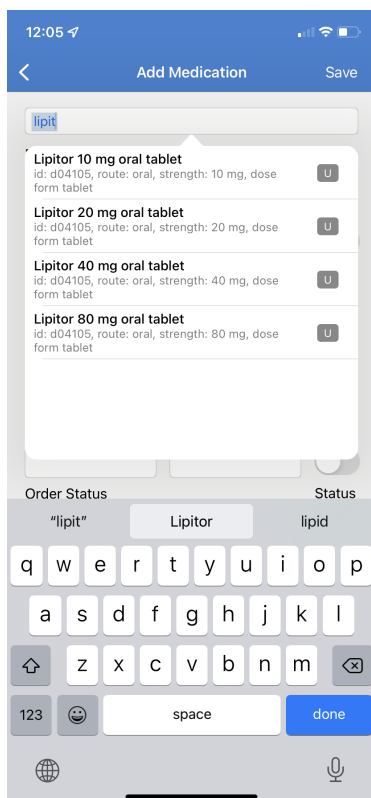 12:05
Add Medication Save
lipit
Lipitor 10 mg oral tablet
id: d04105, route: oral, strength: 10 mg, dose
form tablet
U
Lipitor 20 mg oral tablet
id: d04105, route: oral, strength: 20 mg, dose
form tablet
U
Lipitor 40 mg oral tablet
id: d04105, route: oral, strength: 40 mg, dose
form tablet
U
Lipitor 80 mg oral tablet
id: d04105, route: oral, strength: 80 mg, dose
form tablet
U
Order Status Status
“lipit” Lipitor lipid
q w e r t y u i o p
a s d f g h j k l
z x c v b n m
123 space done